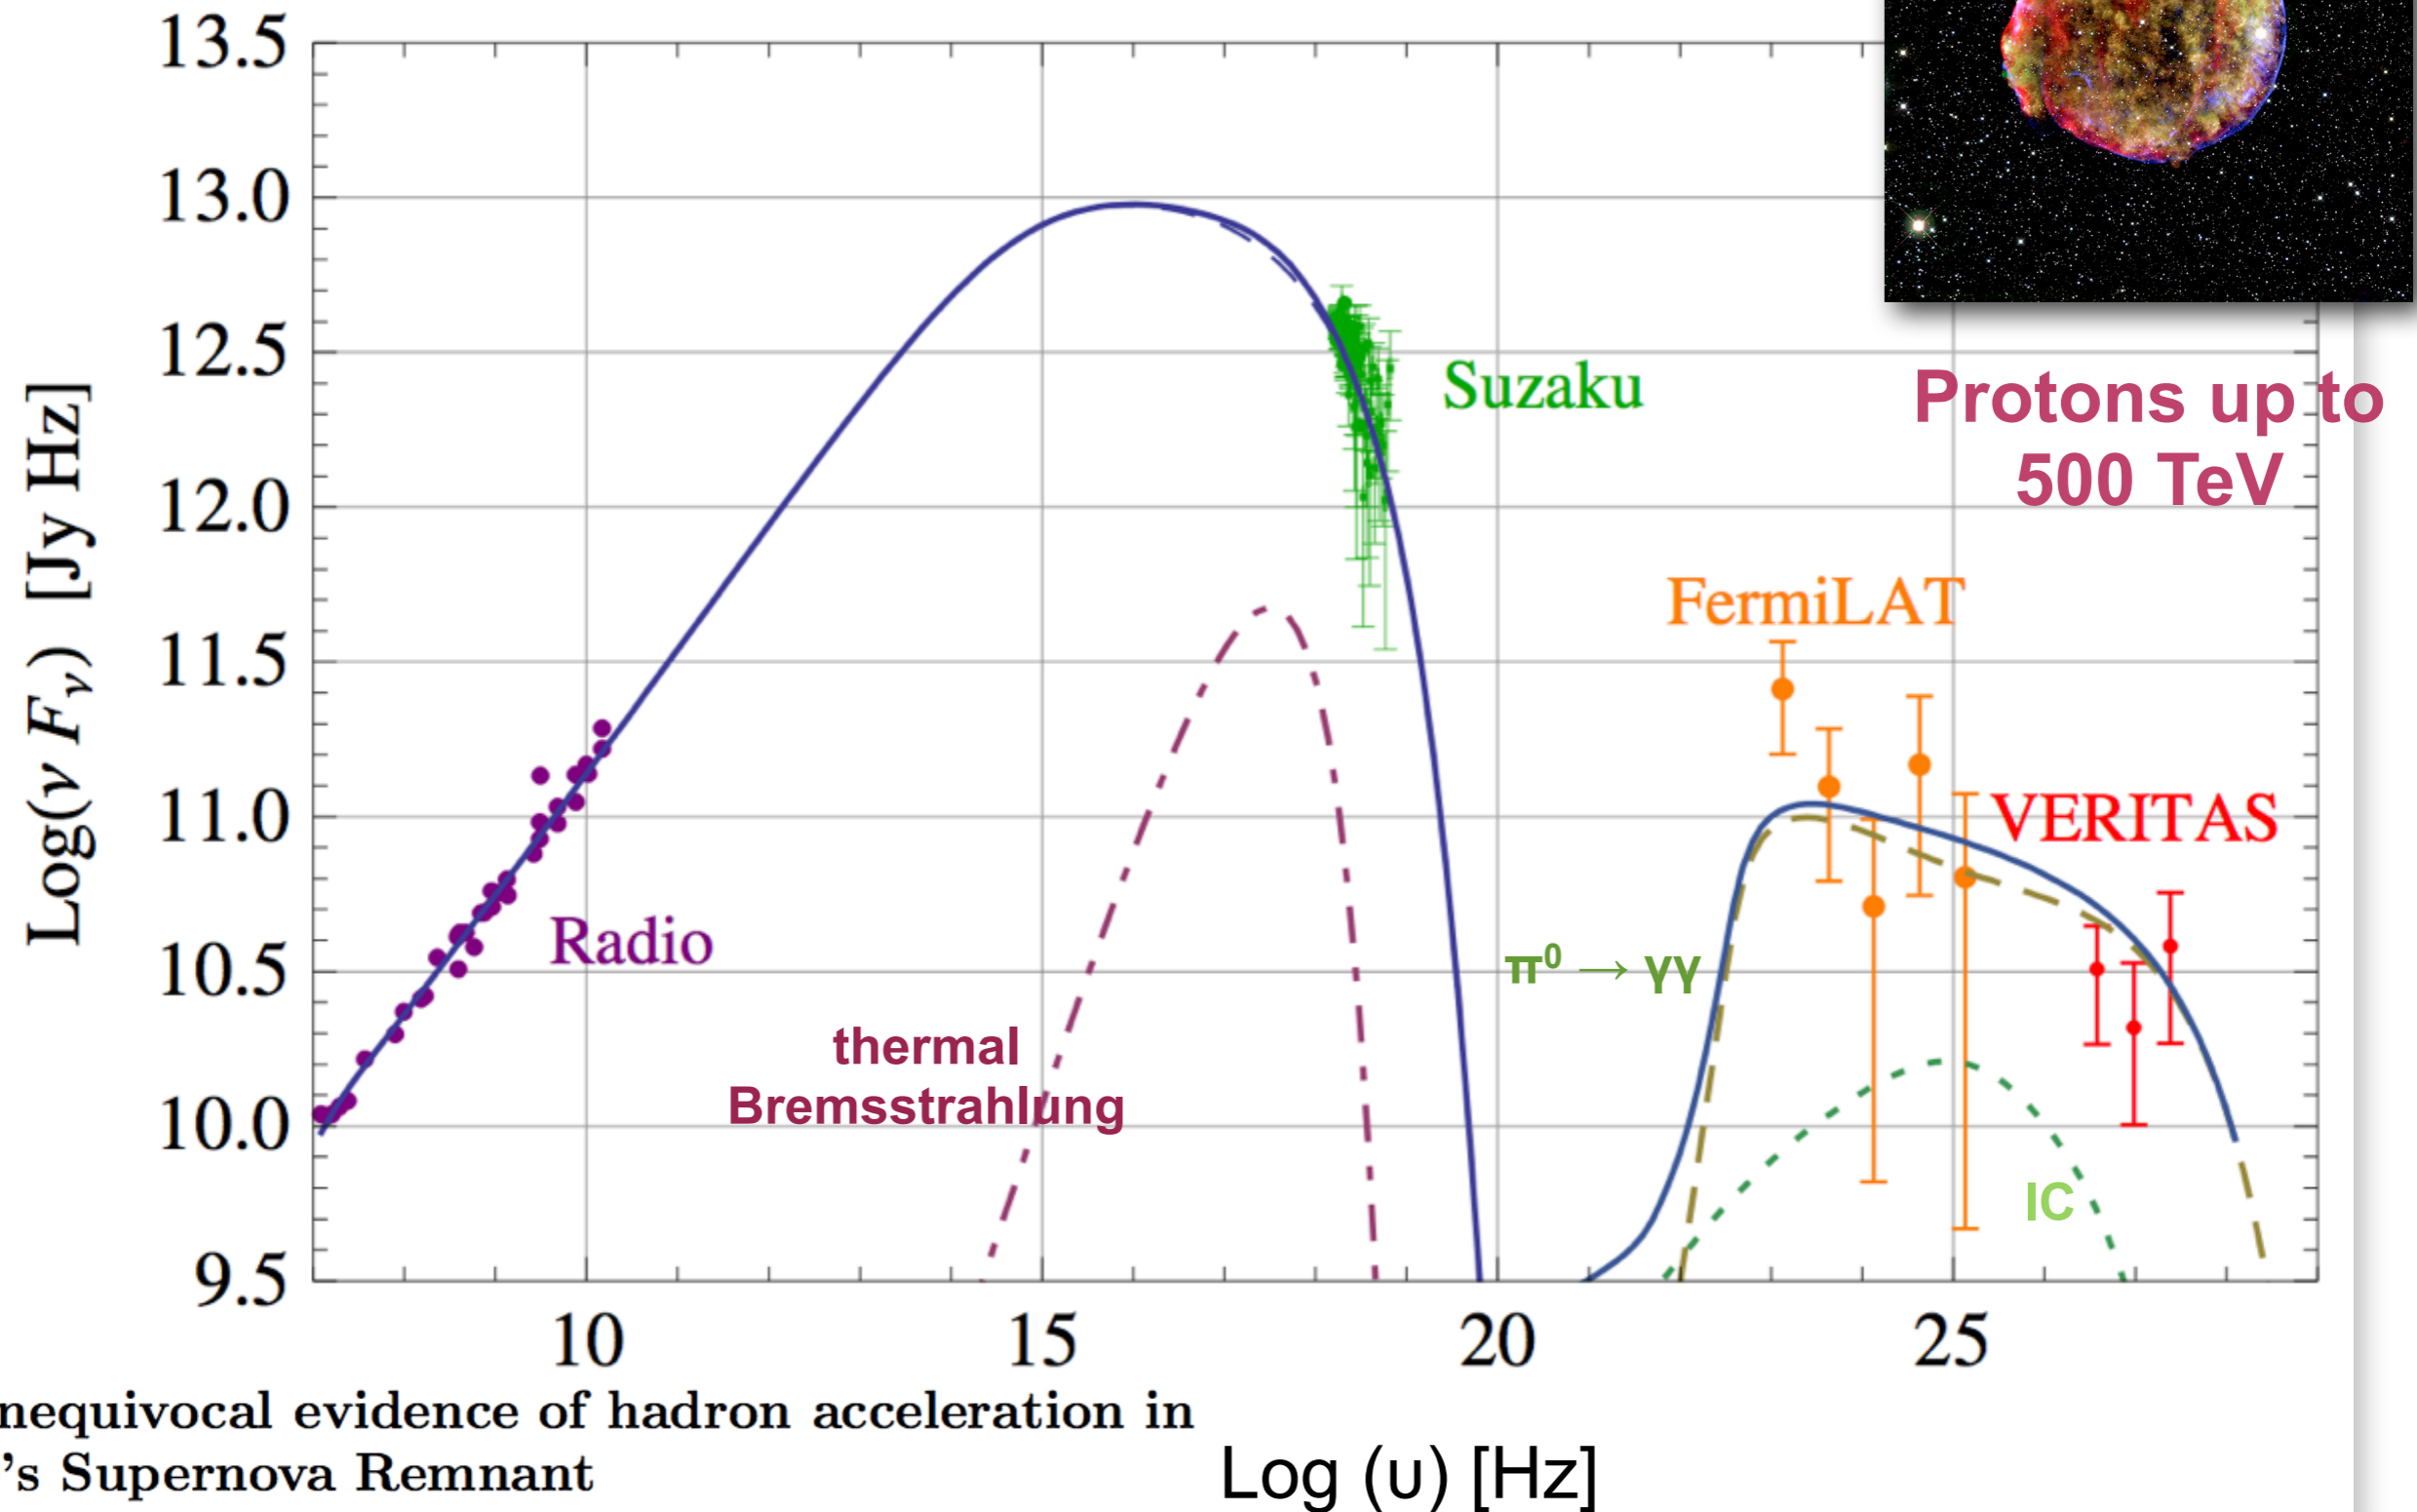 13.5
13.0
12.5
12.0
11.5
11.0
10.5
10.0
9.5
Log(ν Fν) [Jy Hz]
Suzaku
Protons up to
500 TeV
FermiLAT
VERITAS
Radio
π⁰ → γγ
thermal
Bremsstrahlung
IC
10 15 20 25
nequivocal evidence of hadron acceleration in
's Supernova Remnant
Log (υ) [Hz]